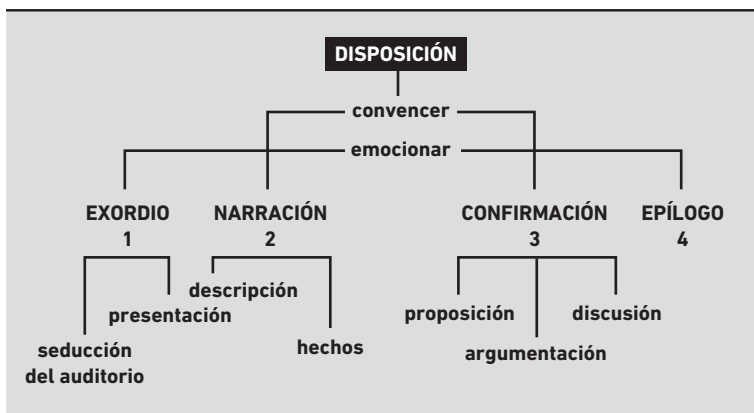 DISPOSICIÓN
convencer
emocionar
EXORDIO
1
NARRACIÓN
2
CONFIRMACIÓN
3
EPÍLOGO
4
seducción
del auditorio
presentación
descripción
hechos
proposición
argumentación
discusión